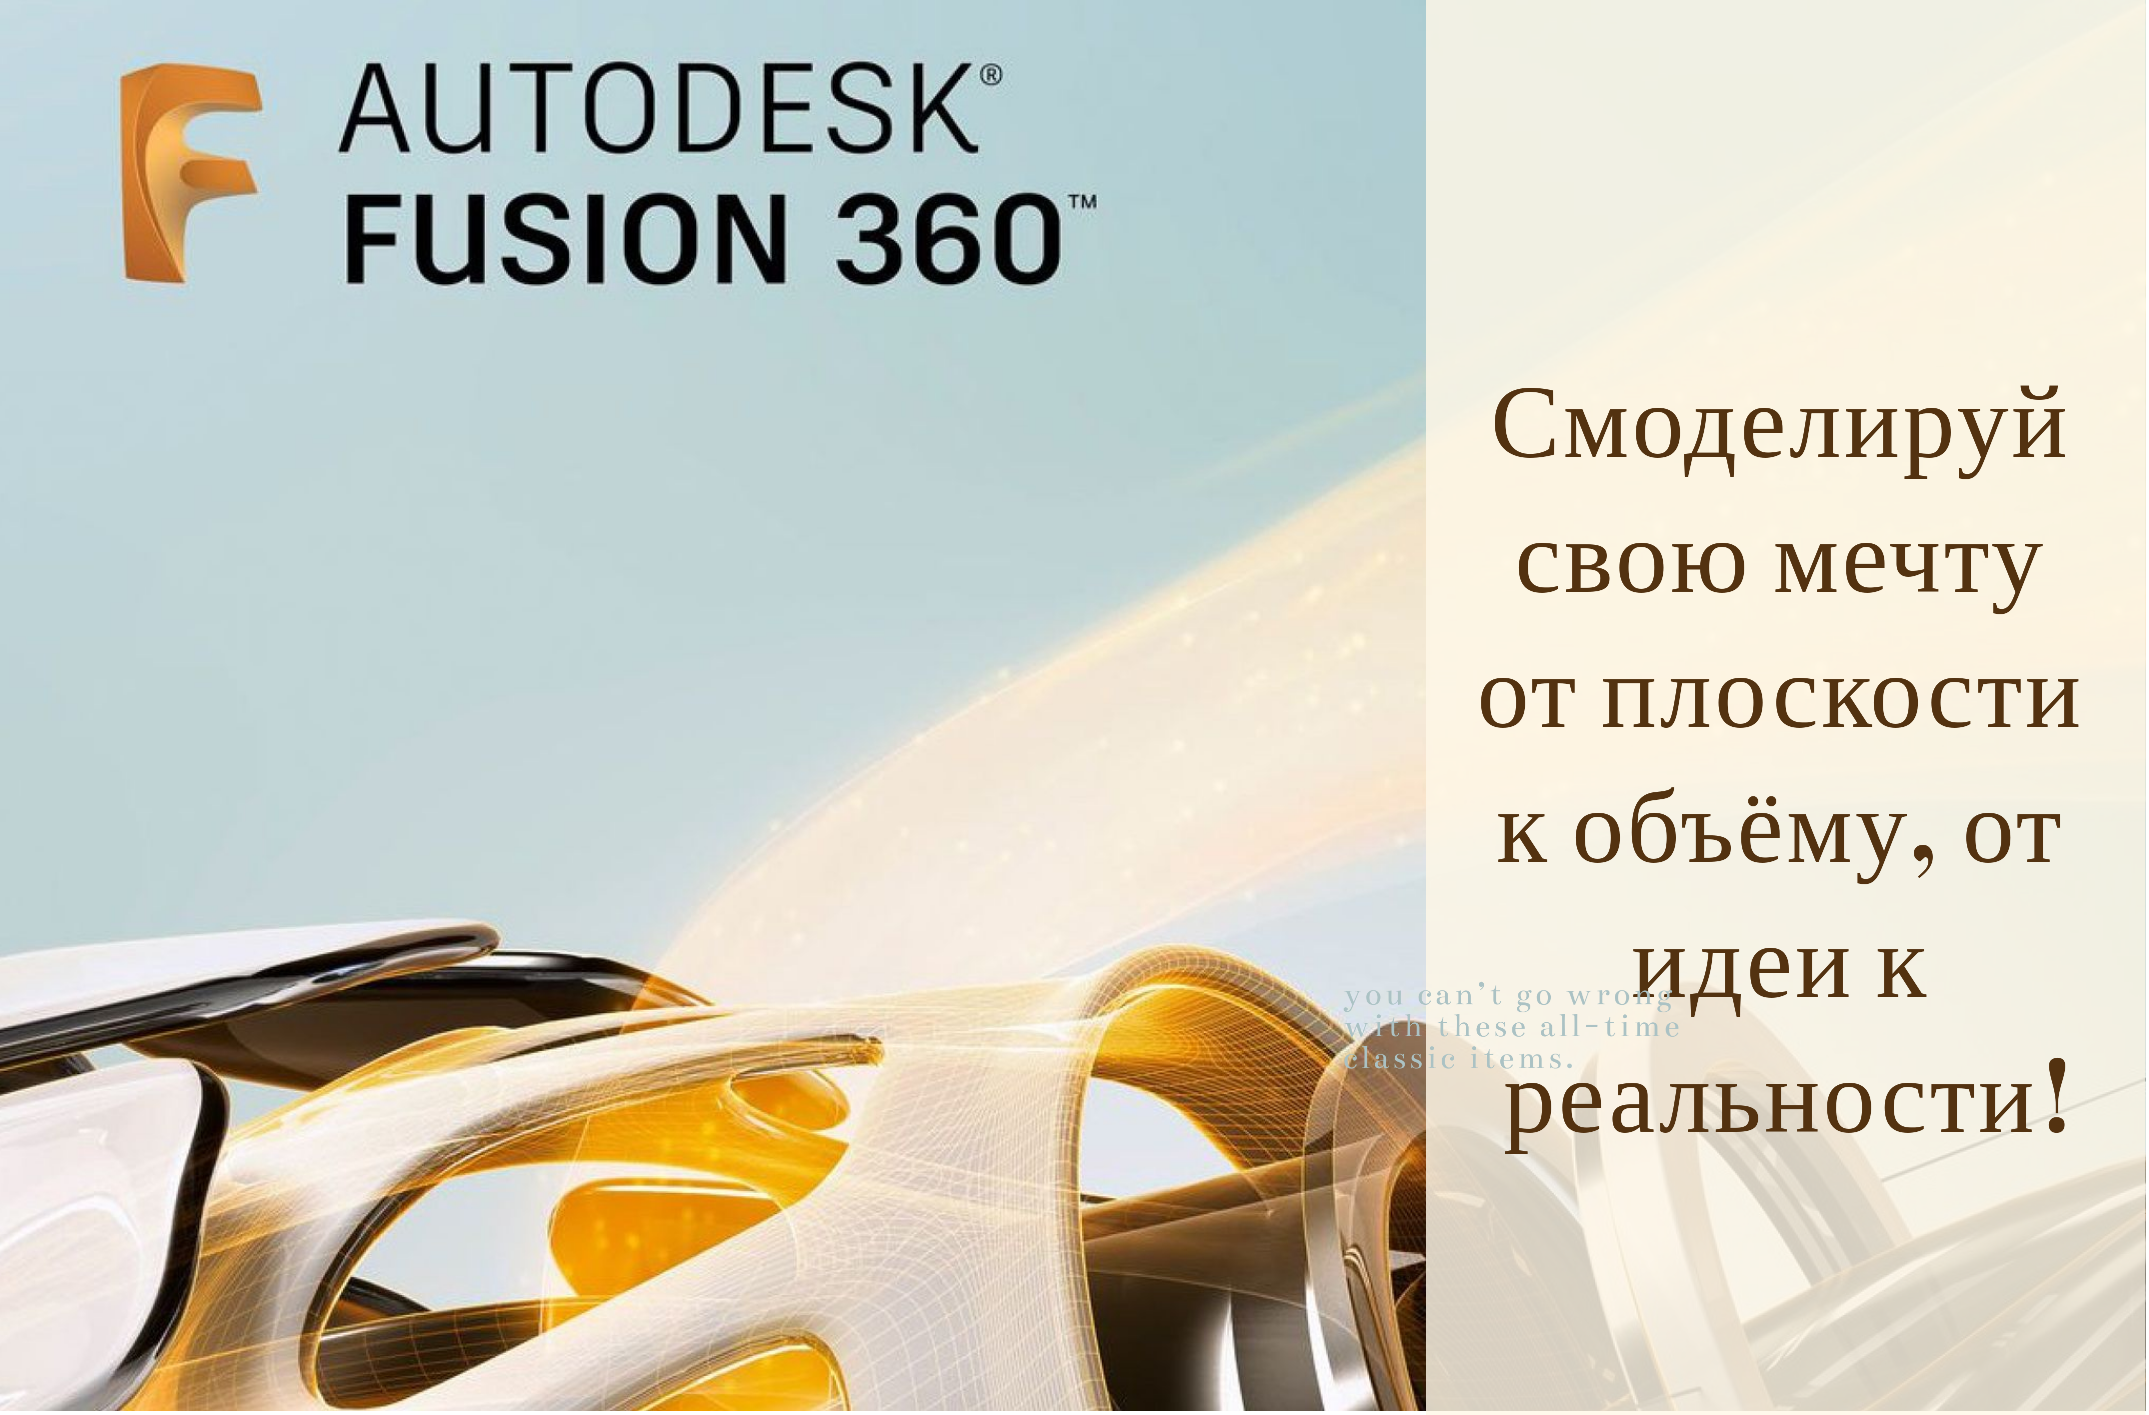 AUTODESK®
FUSION 360™
Смоделируй
свою мечту
от плоскости
к объёму, от
идеи к
реальности!
you can't go wrong
with these all-time
classic items.